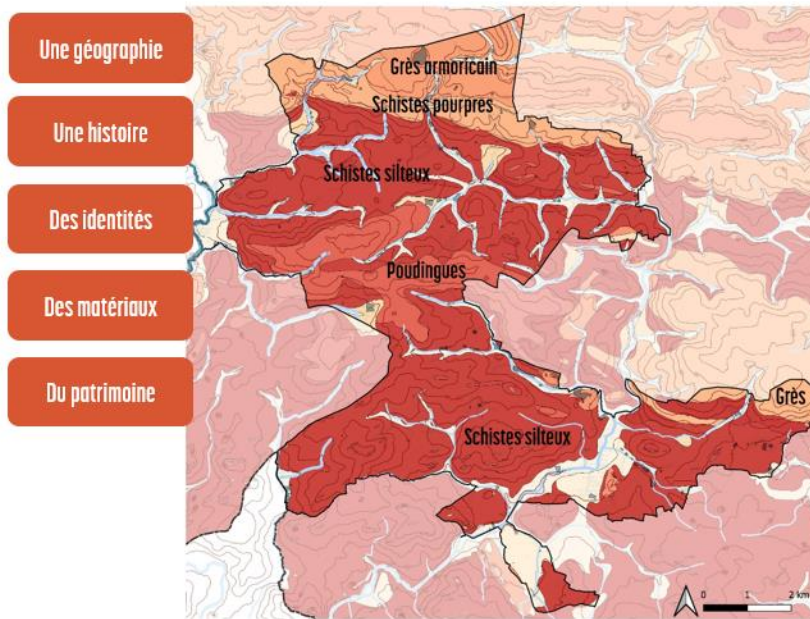 Une géographie
Une histoire
Des identités
Des matériaux
Du patrimoine
Grès armoricain
Schistes pourpres
Schistes silteux
Poudingues
Grès
Schistes silteux
0 1 2 km